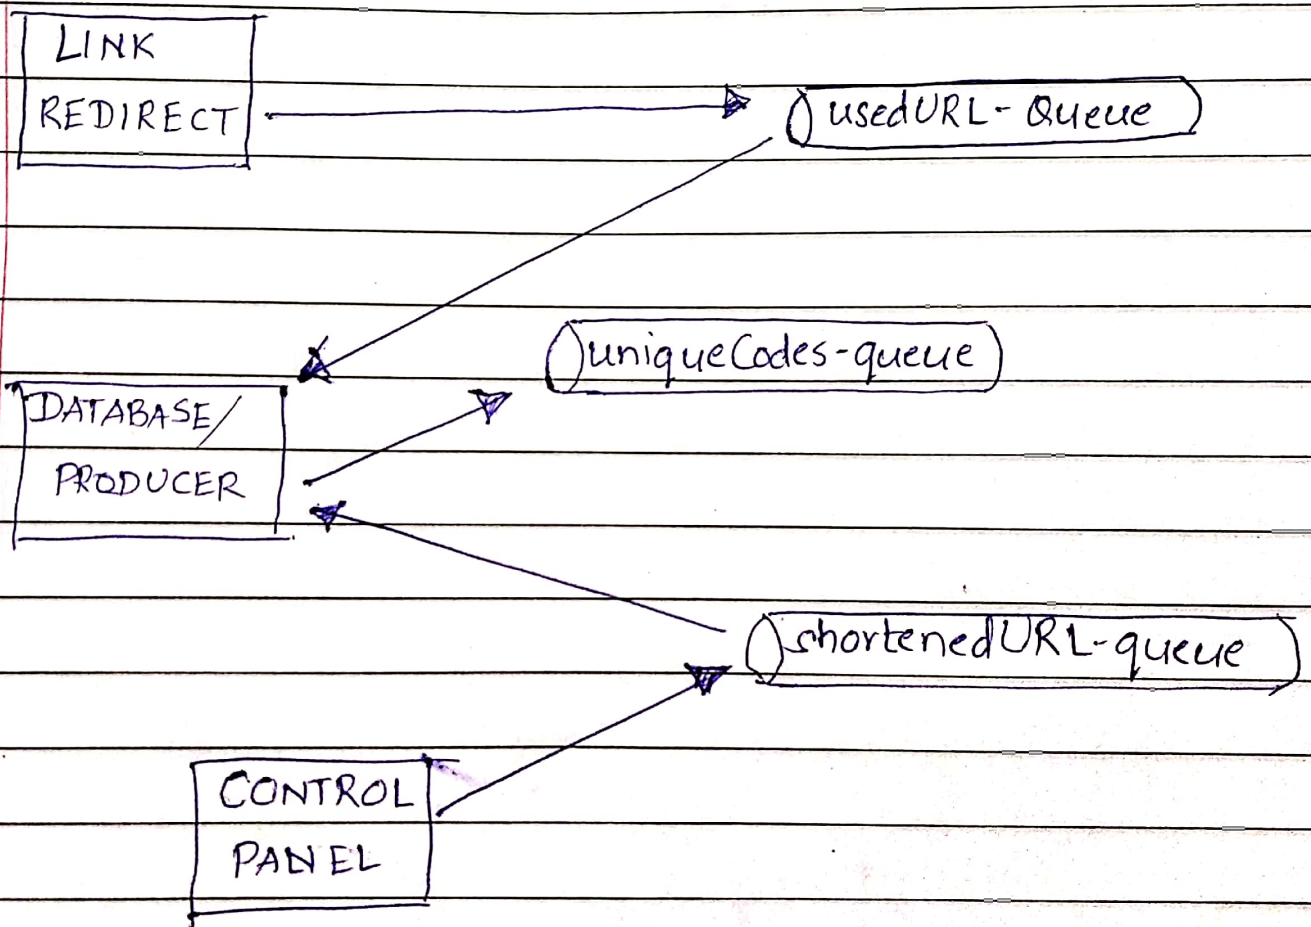 LINK
REDIRECT
usedURL-Queue
uniqueCodes-queue
DATABASE/
PRODUCER
shortenedURL-queue
CONTROL
PANEL